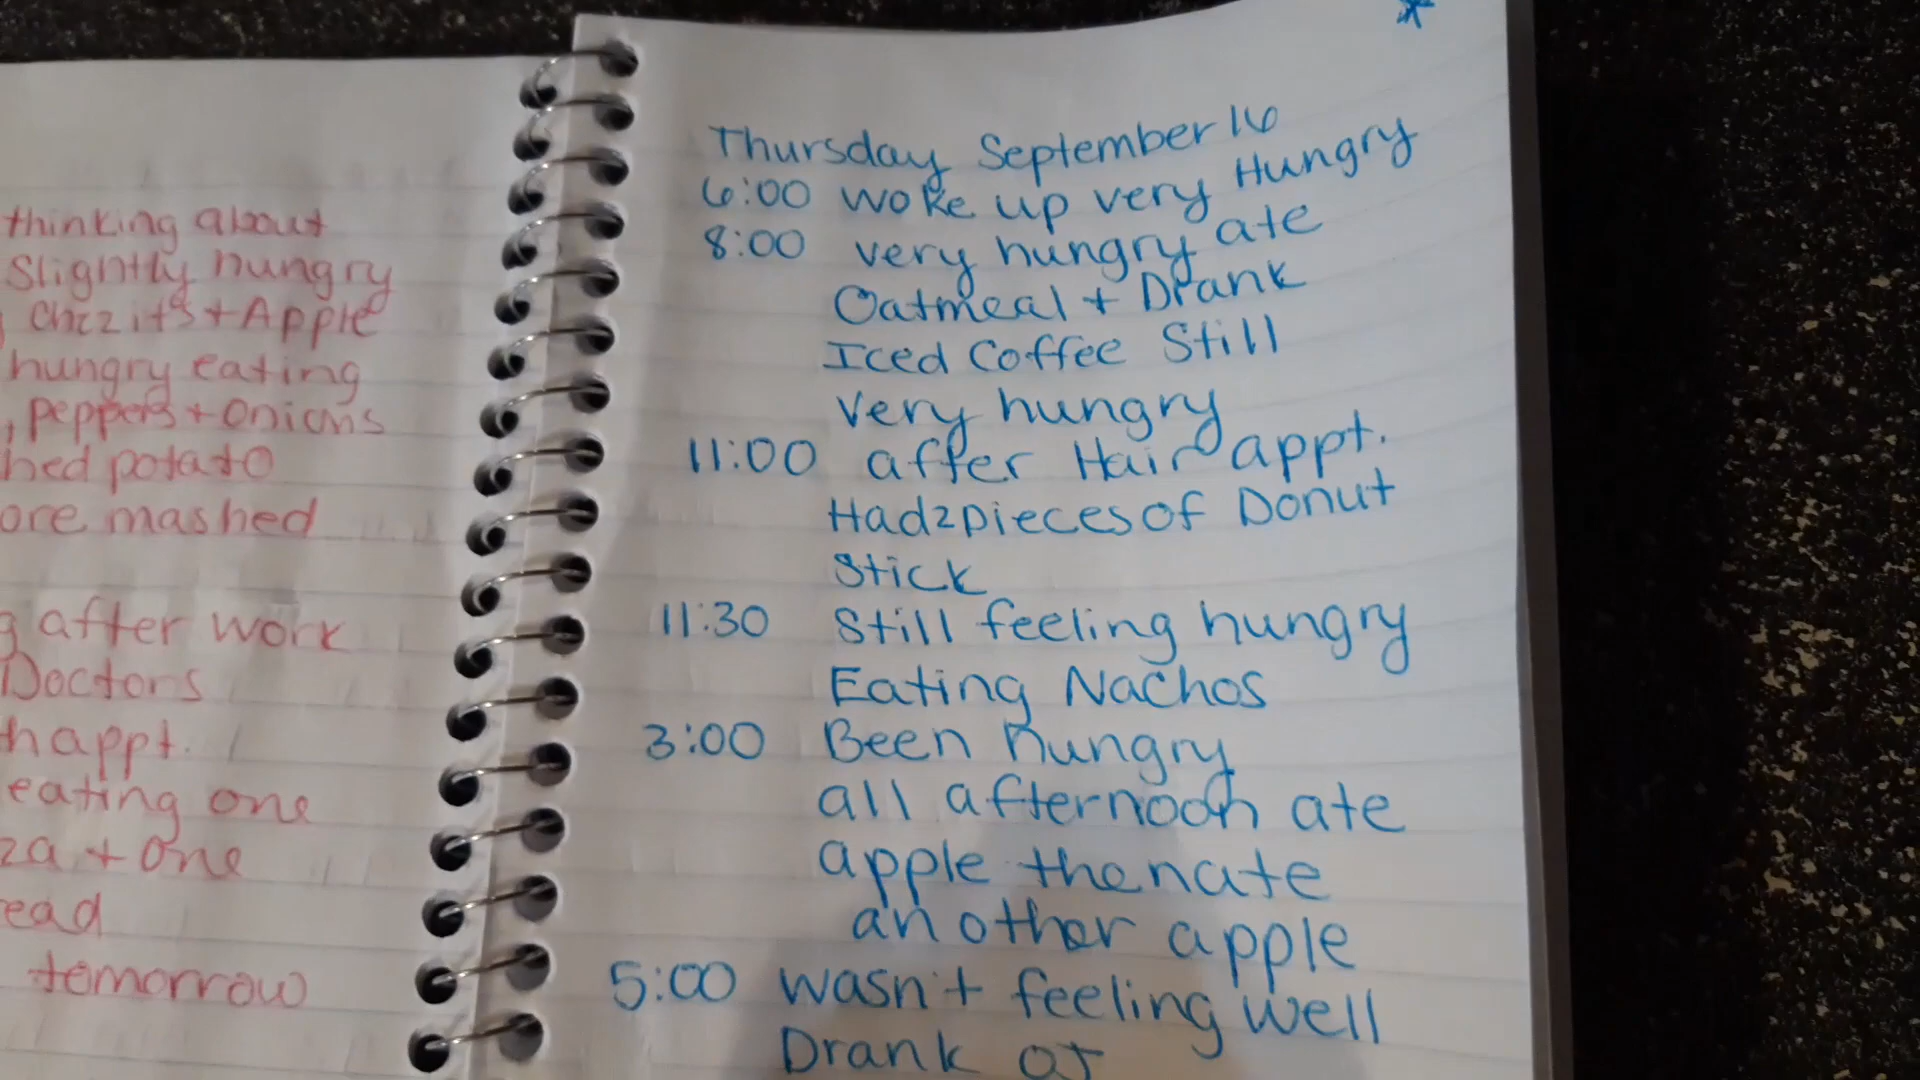 thinking about
Slightly hungry
Chezits + Apple
hungry eating
, peppers + onions
hed potato
ore mashed
g after work
Doctors
h appt.
eating one
za + one
ead
tomorrow
*
Thursday September 16
6:00 woke up very Hungry
8:00 very hungry ate
Oatmeal + Drank
Iced Coffee Still
very hungry
11:00 after Hair appt.
Had 2 pieces of Donut
Stick
11:30 Still feeling hungry
Eating Nachos
3:00 Been hungry
all afternoon ate
apple then ate
another apple
5:00 wasn't feeling well
Drank OJ